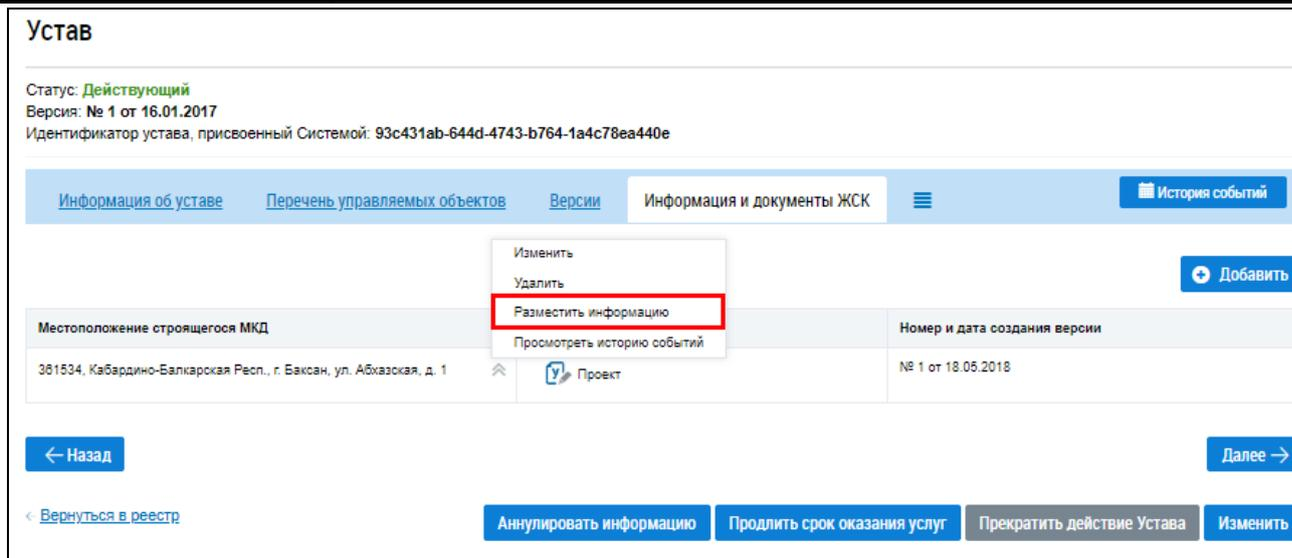 Устав
Статус: Действующий
Версия: № 1 от 16.01.2017
Идентификатор устава, присвоенный Системой: 93c431ab-644d-4743-b764-1a4c78ea440e
Информация об уставе Перечень управляемых объектов Версии Информация и документы ЖСК История событий
Изменить
Удалить
Добавить
Разместить информацию
Просмотреть историю событий
Местоположение строящегося МКД Номер и дата создания версии
361534, Кабардино-Балкарская Респ., г. Баксан, ул. Абхазская, д. 1 Проект № 1 от 18.05.2018
Назад Далее
Вернуться в реестр Аннулировать информацию Продлить срок оказания услуг Прекратить действие Устава Изменить